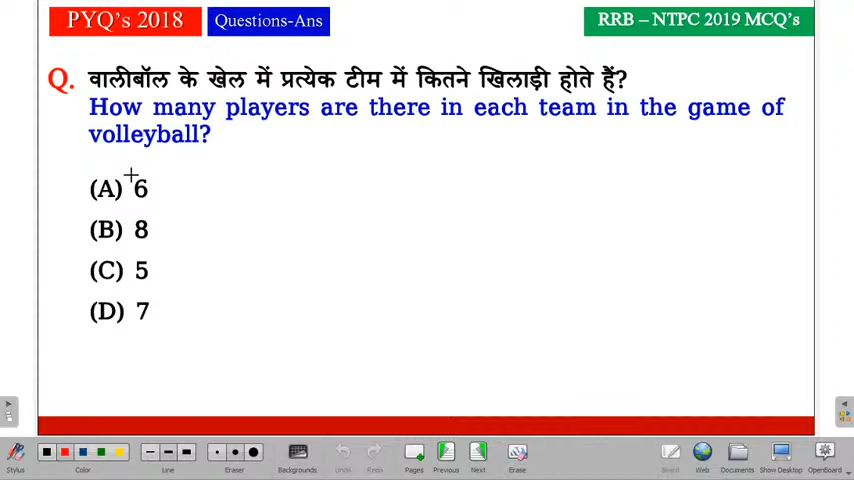 PYQ's 2018 Questions-Ans RRB – NTPC 2019 MCQ's
Q. वालीबॉल के खेल में प्रत्येक टीम में कितने खिलाड़ी होते हैं?
How many players are there in each team in the game of
volleyball?
(A) 6
(B) 8
(C) 5
(D) 7
Stylus Color Line Eraser Backgrounds Undo Redo Pages Previous Next Erase Board Web Documents Show Desktop OpenBoard